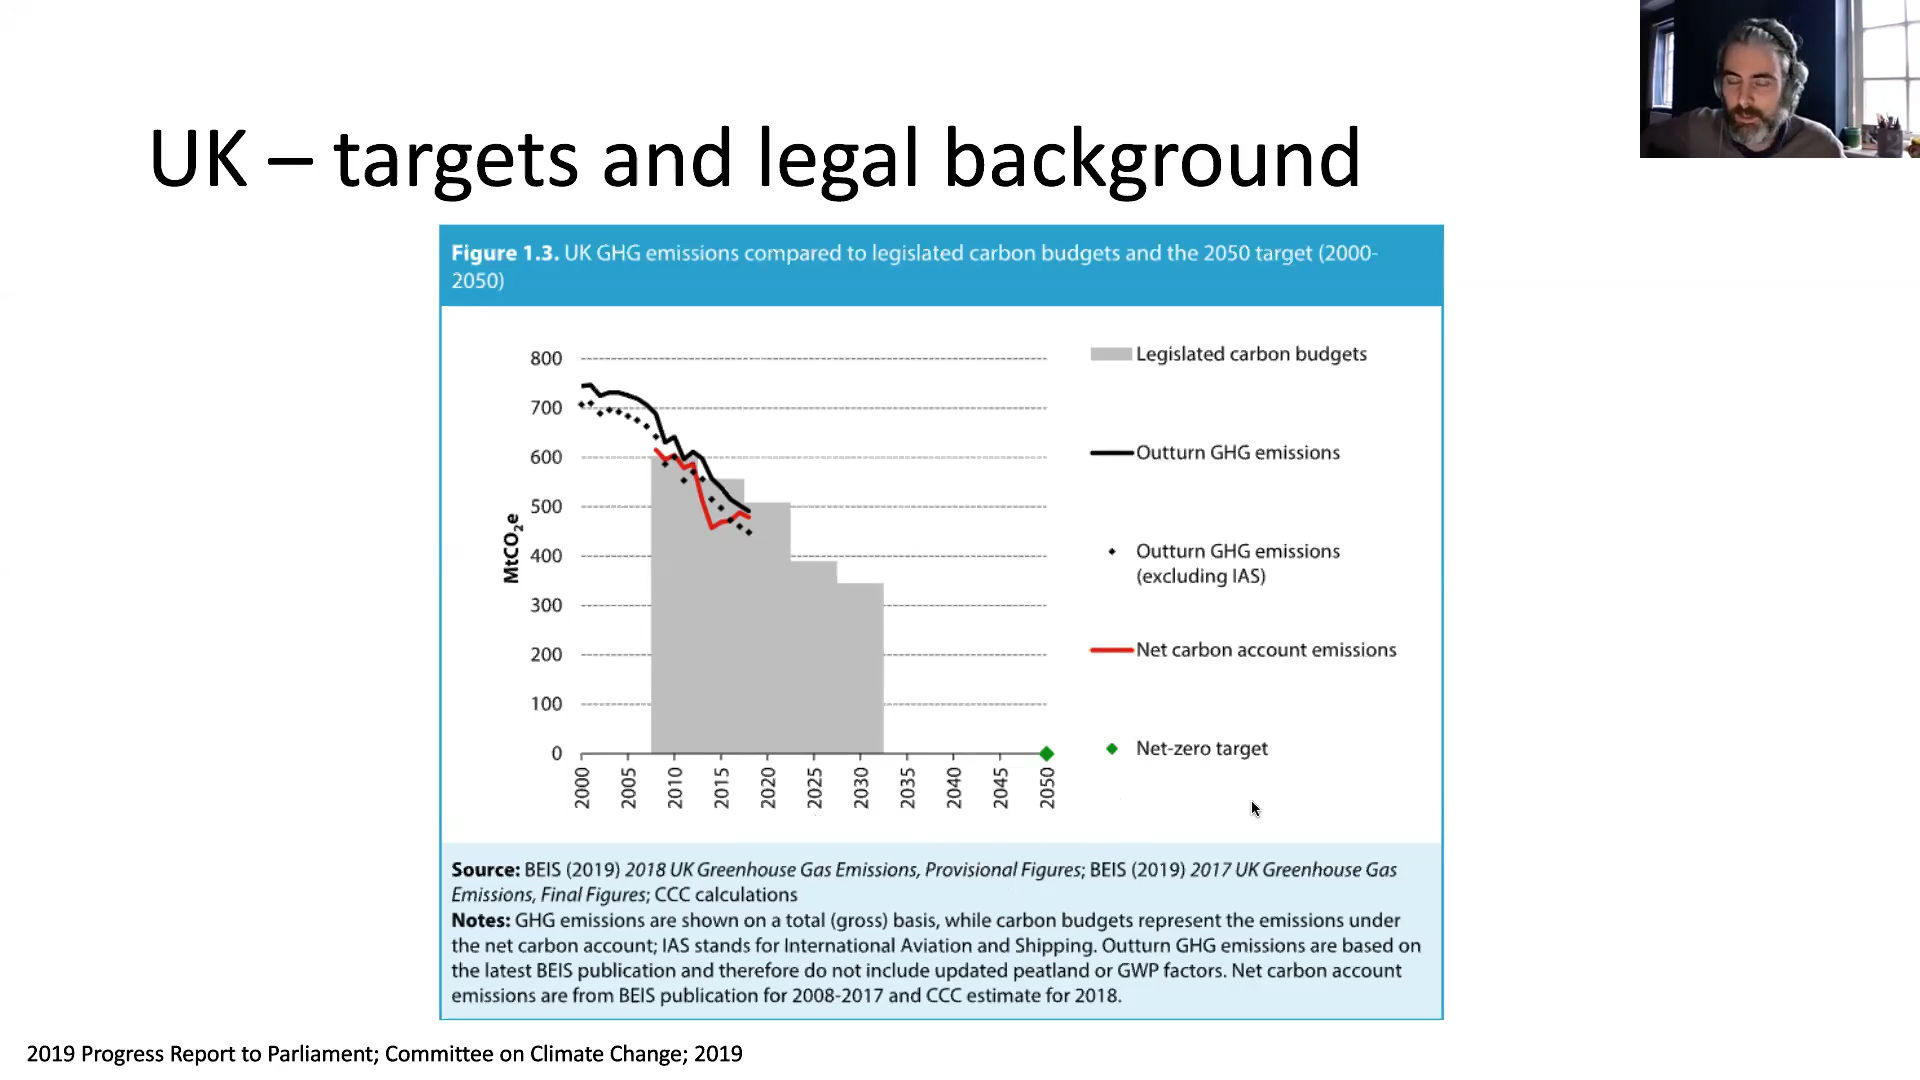 UK – targets and legal background
Figure 1.3. UK GHG emissions compared to legislated carbon budgets and the 2050 target (2000-
2050)
800
700
600
500
400
300
200
100
0
MtCO₂e
2000
2005
2010
2015
2020
2025
2030
2035
2040
2045
2050
Legislated carbon budgets
Outturn GHG emissions
Outturn GHG emissions
(excluding IAS)
Net carbon account emissions
Net-zero target
Source: BEIS (2019) 2018 UK Greenhouse Gas Emissions, Provisional Figures; BEIS (2019) 2017 UK Greenhouse Gas
Emissions, Final Figures; CCC calculations
Notes: GHG emissions are shown on a total (gross) basis, while carbon budgets represent the emissions under
the net carbon account; IAS stands for International Aviation and Shipping. Outturn GHG emissions are based on
the latest BEIS publication and therefore do not include updated peatland or GWP factors. Net carbon account
emissions are from BEIS publication for 2008-2017 and CCC estimate for 2018.
2019 Progress Report to Parliament; Committee on Climate Change; 2019